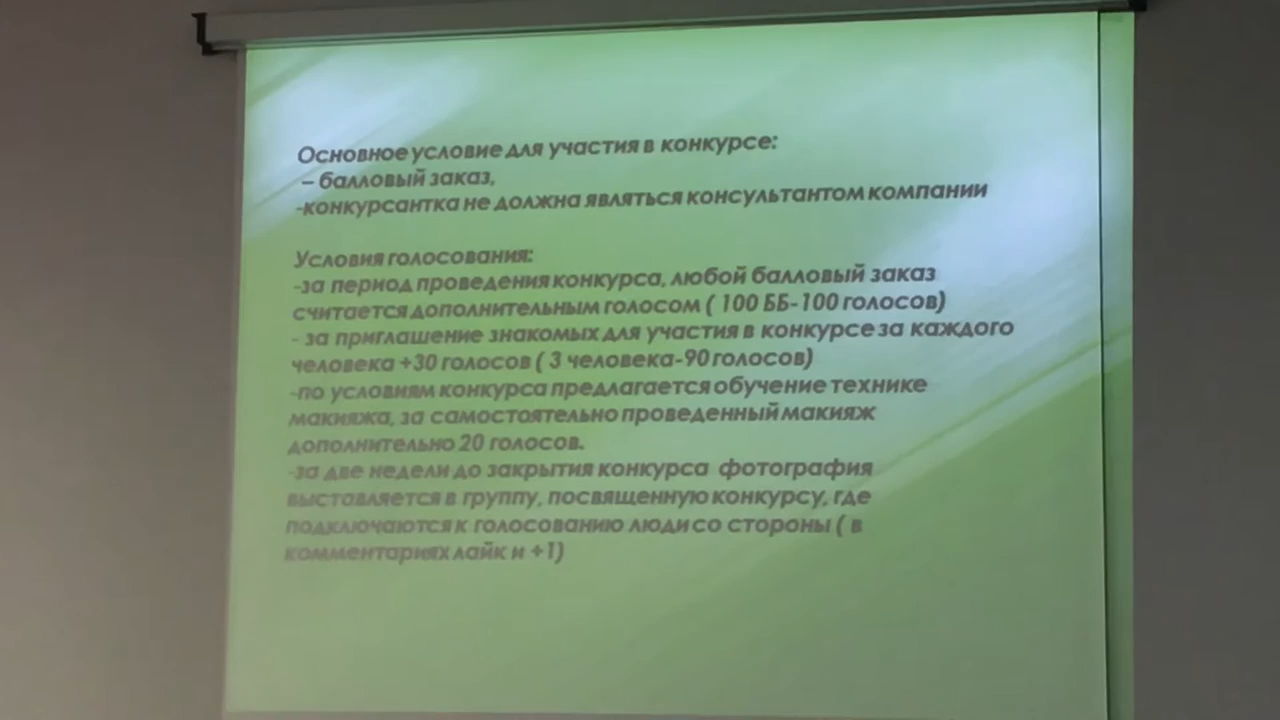 Основное условие для участия в конкурсе:
– балловый заказ,
-конкурсантка не должна являться консультантом компании
Условия голосования:
-за период проведения конкурса, любой балловый заказ
считается дополнительным голосом ( 100 ББ-100 голосов)
- за приглашение знакомых для участия в конкурсе за каждого
человека +30 голосов ( 3 человека-90 голосов)
-по условиям конкурса предлагается обучение технике
макияжа, за самостоятельно проведенный макияж
дополнительно 20 голосов.
-за две недели до закрытия конкурса фотография
выставляется в группу, посвященную конкурсу, где
подключаются к голосованию люди со стороны ( в
комментариях лайк и +1)